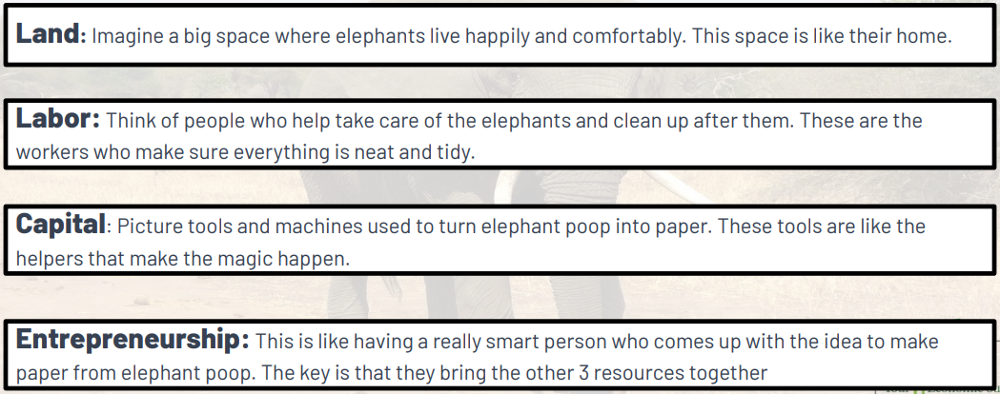 Land: Imagine a big space where elephants live happily and comfortably. This space is like their home.
Labor: Think of people who help take care of the elephants and clean up after them. These are the
workers who make sure everything is neat and tidy.
Capital: Picture tools and machines used to turn elephant poop into paper. These tools are like the
helpers that make the magic happen.
Entrepreneurship: This is like having a really smart person who comes up with the idea to make
paper from elephant poop. The key is that they bring the other 3 resources together